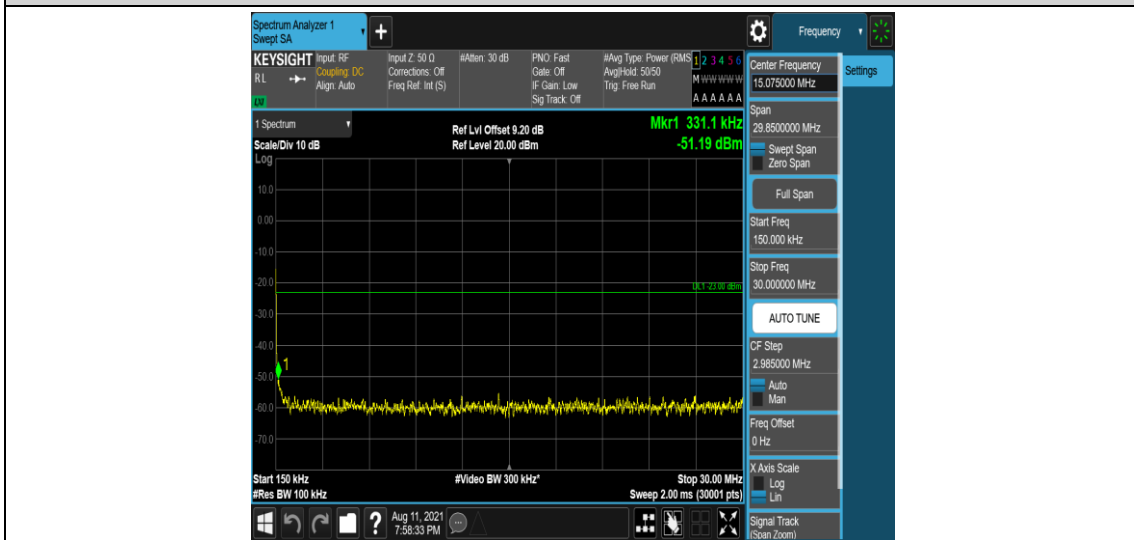 Spectrum Analyzer 1
Swept SA
+
Frequency
KEYSIGHT
RL
Input: RF
Coupling: DC
Align: Auto
Input Z: 50 Ω
Corrections: Off
Freq Ref: Int (S)
#Atten: 30 dB
PNO: Fast
Gate: Off
IF Gain: Low
Sig Track: Off
#Avg Type: Power (RMS
Avg|Hold: 50/50
Trig: Free Run
1 2 3 4 5 6
M W W W W W
A A A A A A
1 Spectrum
Scale/Div 10 dB
Ref Lvl Offset 9.20 dB
Ref Level 20.00 dBm
Mkr1 331.1 kHz
-51.19 dBm
Log
10.0
0.00
-10.0
-20.0
-30.0
-40.0
-50.0
-60.0
-70.0
DL1 -23.00 dBm
1
Start 150 kHz
#Res BW 100 kHz
#Video BW 300 kHz*
Stop 30.00 MHz
Sweep 2.00 ms (30001 pts)
Center Frequency
15.075000 MHz
Settings
Span
29.8500000 MHz
Swept Span
Zero Span
Full Span
Start Freq
150.000 kHz
Stop Freq
30.000000 MHz
AUTO TUNE
CF Step
2.985000 MHz
Auto
Man
Freq Offset
0 Hz
X Axis Scale
Log
Lin
Signal Track
(Span Zoom)
?
Aug 11, 2021
7:58:33 PM